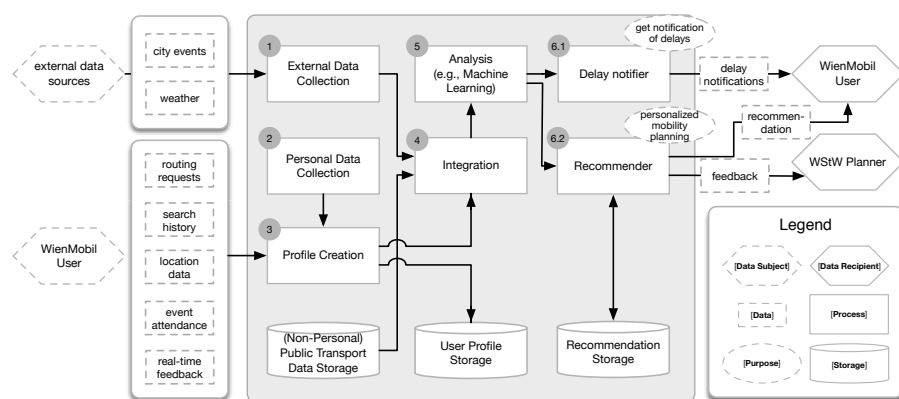 external data
sources
city events
weather
1
External Data
Collection
2
Personal Data
Collection
WienMobil
User
routing
requests
search
history
location
data
event
attendance
real-time
feedback
3
Profile Creation
(Non-Personal)
Public Transport
Data Storage
5
Analysis
(e.g., Machine
Learning)
4
Integration
User Profile
Storage
6.1
Delay notifier
get notification
of delays
6.2
Recommender
personalized
mobility
planning
Recommendation
Storage
delay
notifications
recommen-
dation
feedback
WienMobil
User
WStW Planner
Legend
[Data Subject]
[Data Recipient]
[Data]
[Process]
[Purpose]
[Storage]